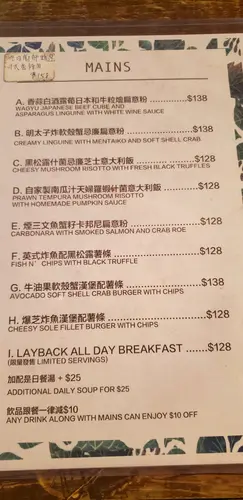 MAINS
A. 香蒜白酒露荀日本和牛粒燴扁意粉 $138
WAGYU JAPANESE BEEF CUBE AND
ASPARAGUS LINGUINE WITH WHITE WINE SAUCE
B. 明太子炸軟殼蟹忌廉扁意粉 $138
CREAMY LINGUINE WITH MENTAIKO AND SOFT SHELL CRAB
C. 黑松露什菌忌廉芝士意大利飯 $128
CHEESY MUSHROOM RISOTTO WITH FRESH BLACK TRUFFLES
D. 自家製南瓜汁天婦羅蝦什菌意大利飯 $128
PRAWN TEMPURA MUSHROOM RISOTTO
WITH HOMEMADE PUMPKIN SAUCE
E. 煙三文魚蟹籽卡邦尼扁意粉 $128
CARBONARA WITH SMOKED SALMON AND CRAB ROE
F. 英式炸魚配黑松露薯條 $128
FISH N' CHIPS WITH BLACK TRUFFLE
G. 牛油果軟殼蟹漢堡配薯條 $138
AVOCADO SOFT SHELL CRAB BURGER WITH CHIPS
H. 爆芝炸魚漢堡配薯條 $128
CHEESY SOLE FILLET BURGER WITH CHIPS
I. LAYBACK ALL DAY BREAKFAST ......$128
(限量發售 LIMITED SERVINGS)
加配是日餐湯 + $25
ADDITIONAL DAILY SOUP FOR $25
飲品跟餐一律減$10
ANY DRINK ALONG WITH MAINS CAN ENJOY $10 OFF